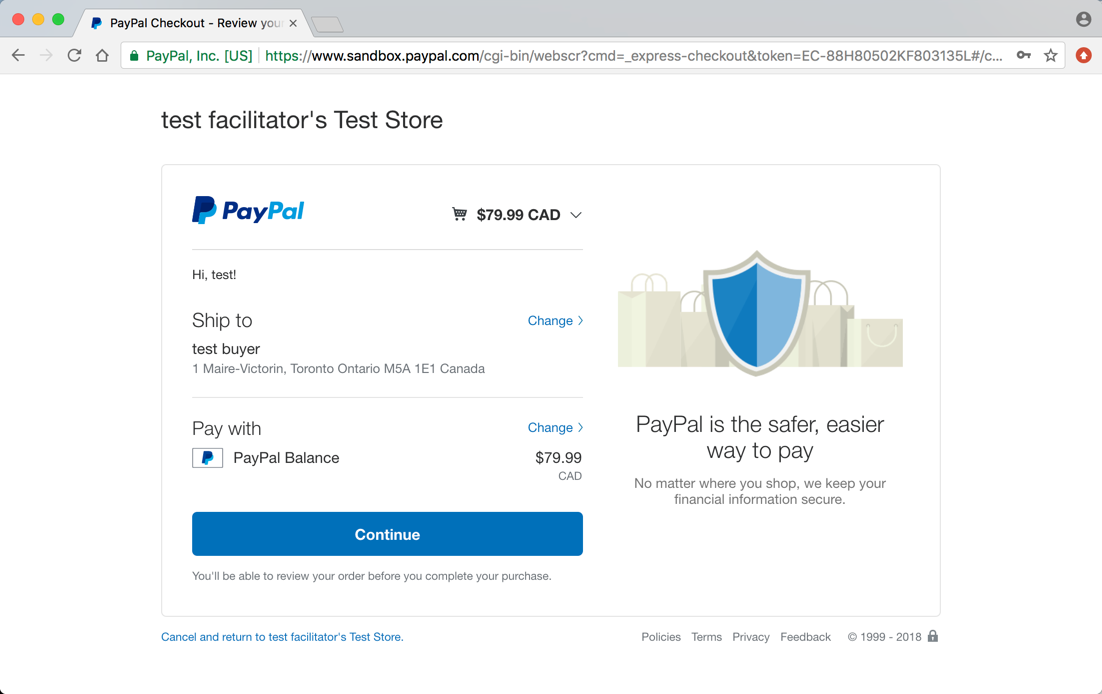 PayPal Checkout - Review your
PayPal, Inc. [US] https://www.sandbox.paypal.com/cgi-bin/webscr?cmd=_express-checkout&token=EC-88H80502KF803135L#/c...
test facilitator's Test Store
PayPal
$79.99 CAD
Hi, test!
Ship to
Change
test buyer
1 Maire-Victorin, Toronto Ontario M5A 1E1 Canada
Pay with
Change
PayPal Balance
$79.99
CAD
Continue
You'll be able to review your order before you complete your purchase.
PayPal is the safer, easier
way to pay
No matter where you shop, we keep your
financial information secure.
Cancel and return to test facilitator's Test Store.
Policies Terms Privacy Feedback © 1999 - 2018